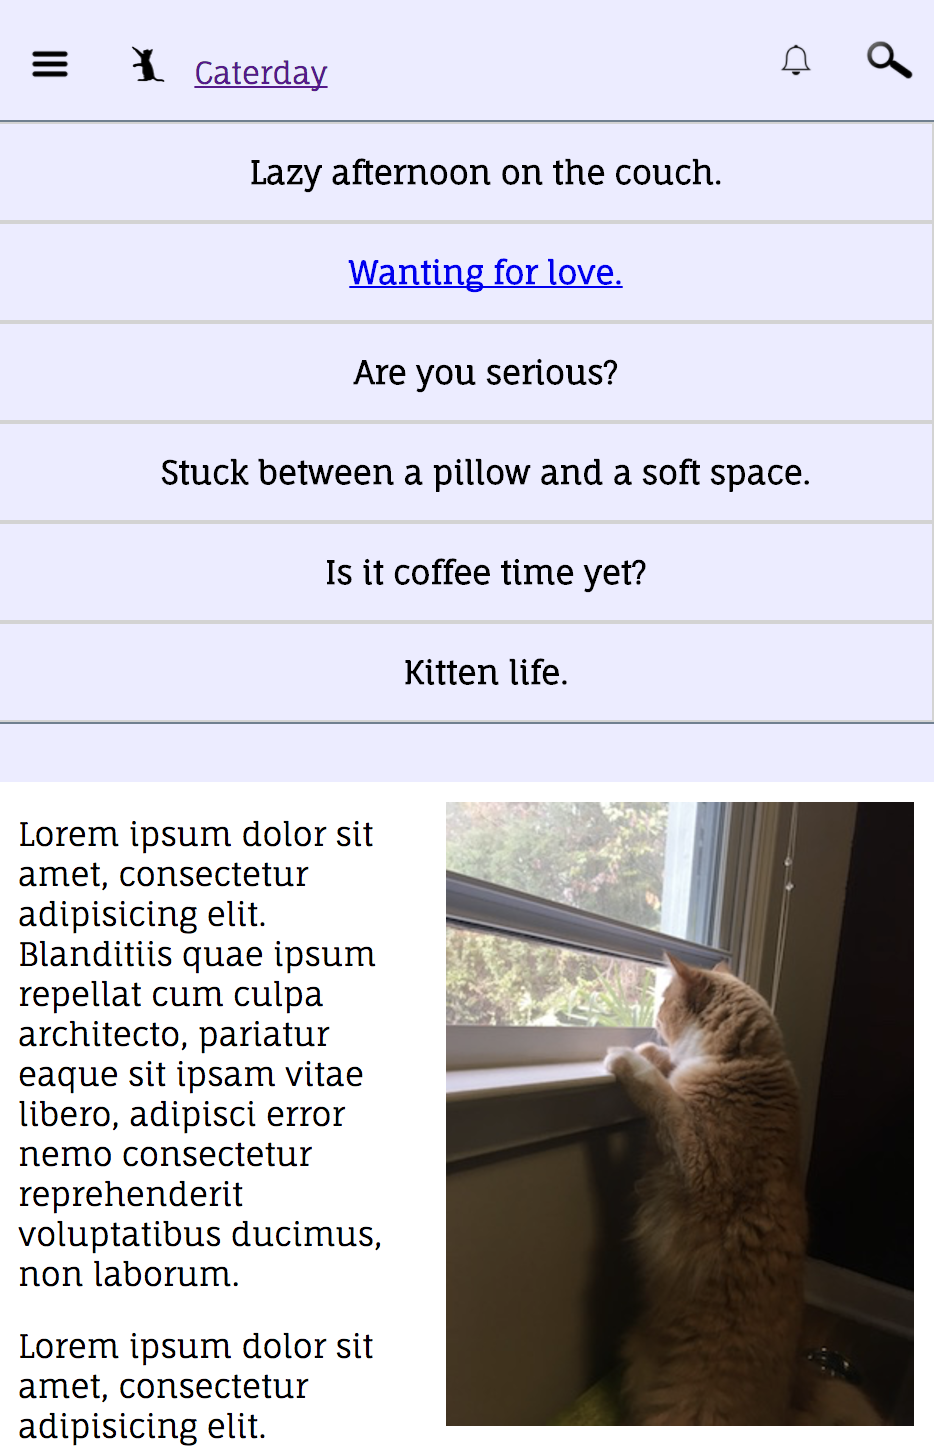 Caterday
Lazy afternoon on the couch.
Wanting for love.
Are you serious?
Stuck between a pillow and a soft space.
Is it coffee time yet?
Kitten life.
Lorem ipsum dolor sit
amet, consectetur
adipisicing elit.
Blanditiis quae ipsum
repellat cum culpa
architecto, pariatur
eaque sit ipsam vitae
libero, adipisci error
nemo consectetur
reprehenderit
voluptatibus ducimus,
non laborum.
Lorem ipsum dolor sit
amet, consectetur
adipisicing elit.